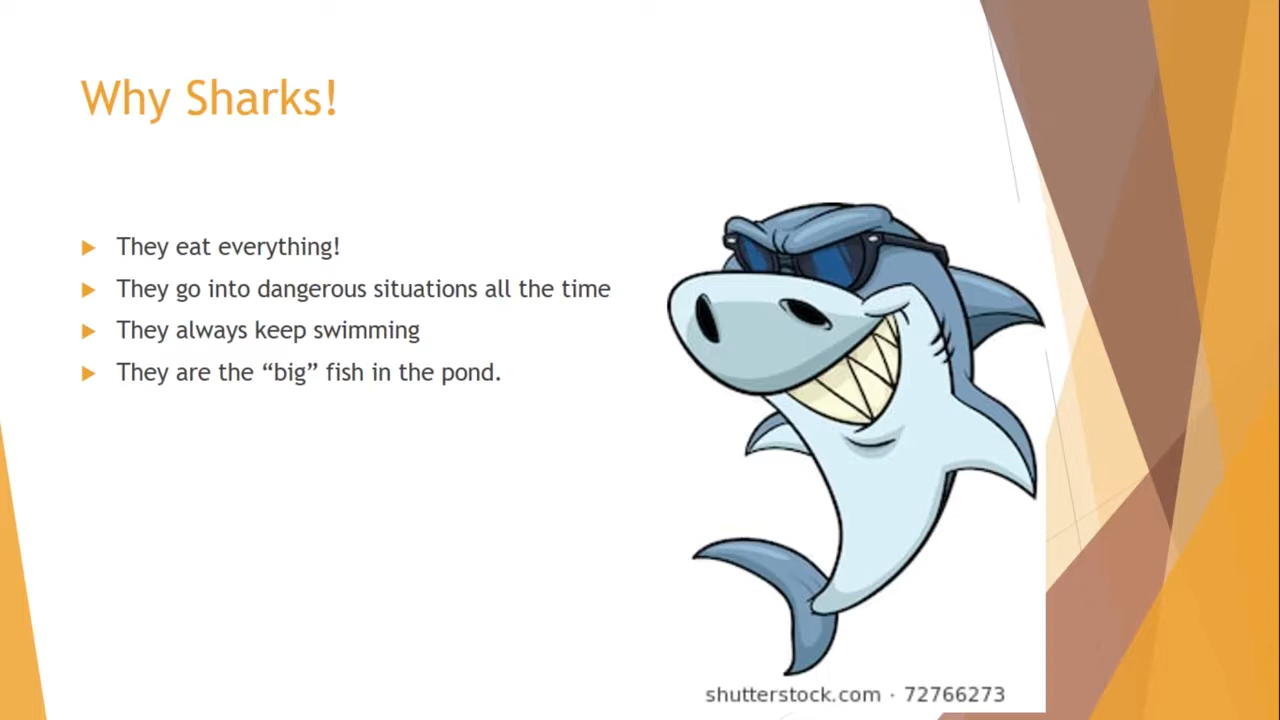 Why Sharks!
They eat everything!
They go into dangerous situations all the time
They always keep swimming
They are the “big” fish in the pond.
shutterstock.com · 72766273